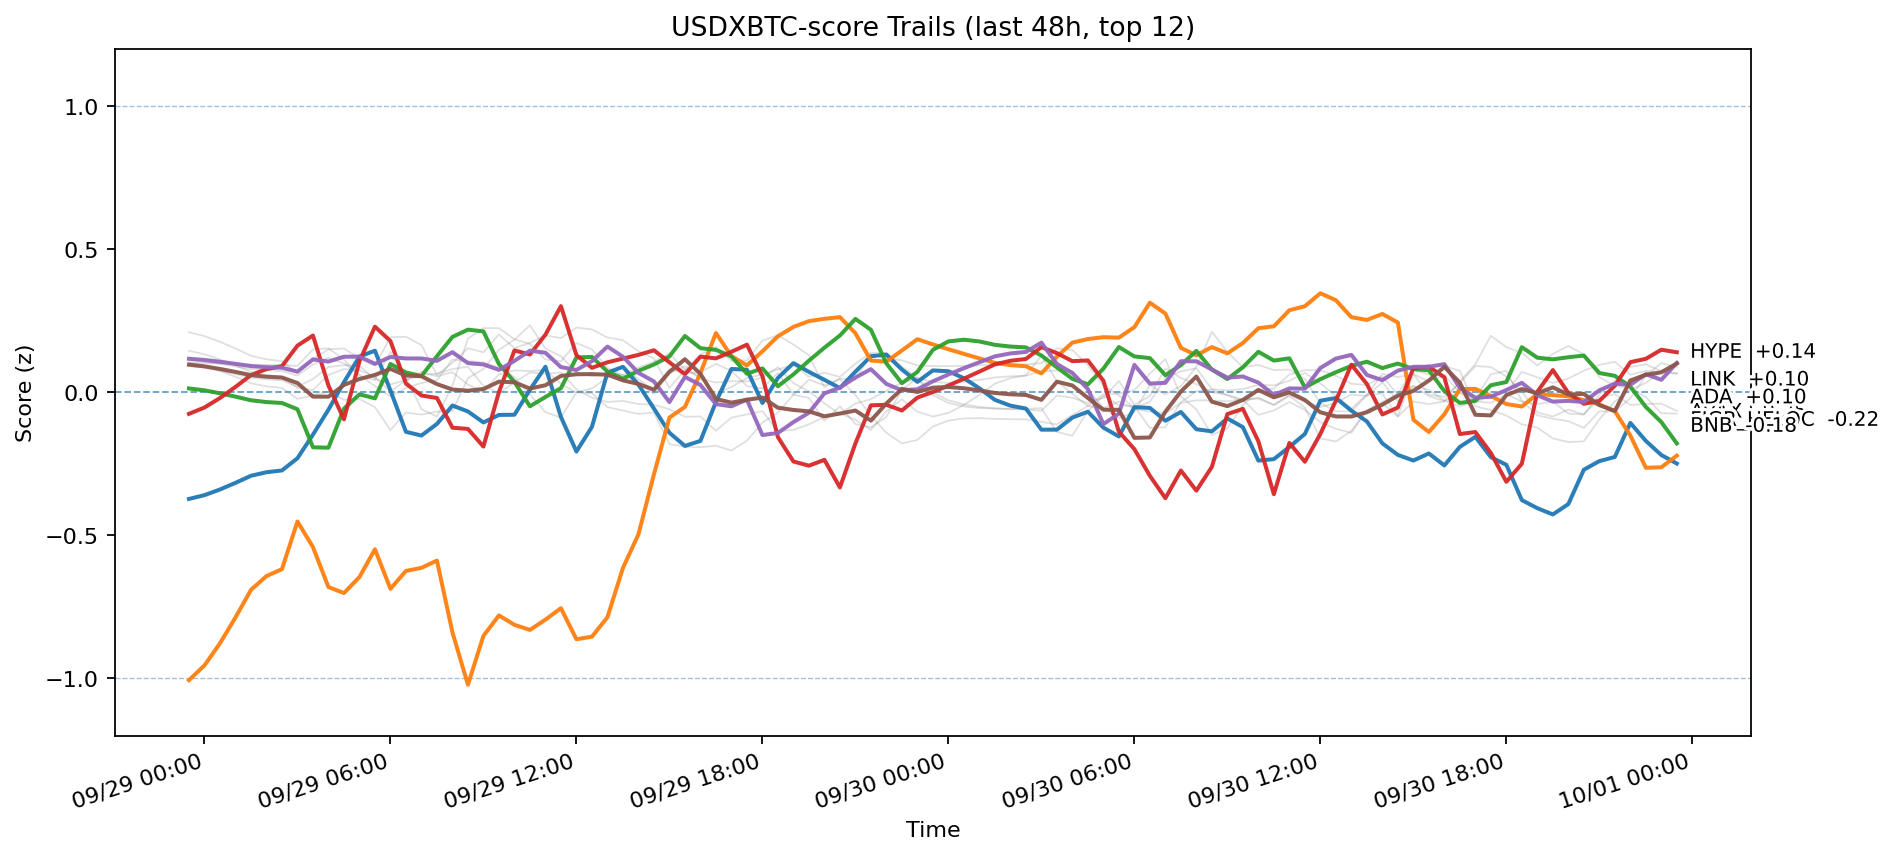 USDXBTC-score Trails (last 48h, top 12)
Score (z)
1.0
0.5
0.0
−0.5
−1.0
HYPE +0.14
LINK +0.10
ADA +0.10
C -0.22
BNB -0.18
09/29 00:00
09/29 06:00
09/29 12:00
09/29 18:00
09/30 00:00
09/30 06:00
09/30 12:00
09/30 18:00
10/01 00:00
Time